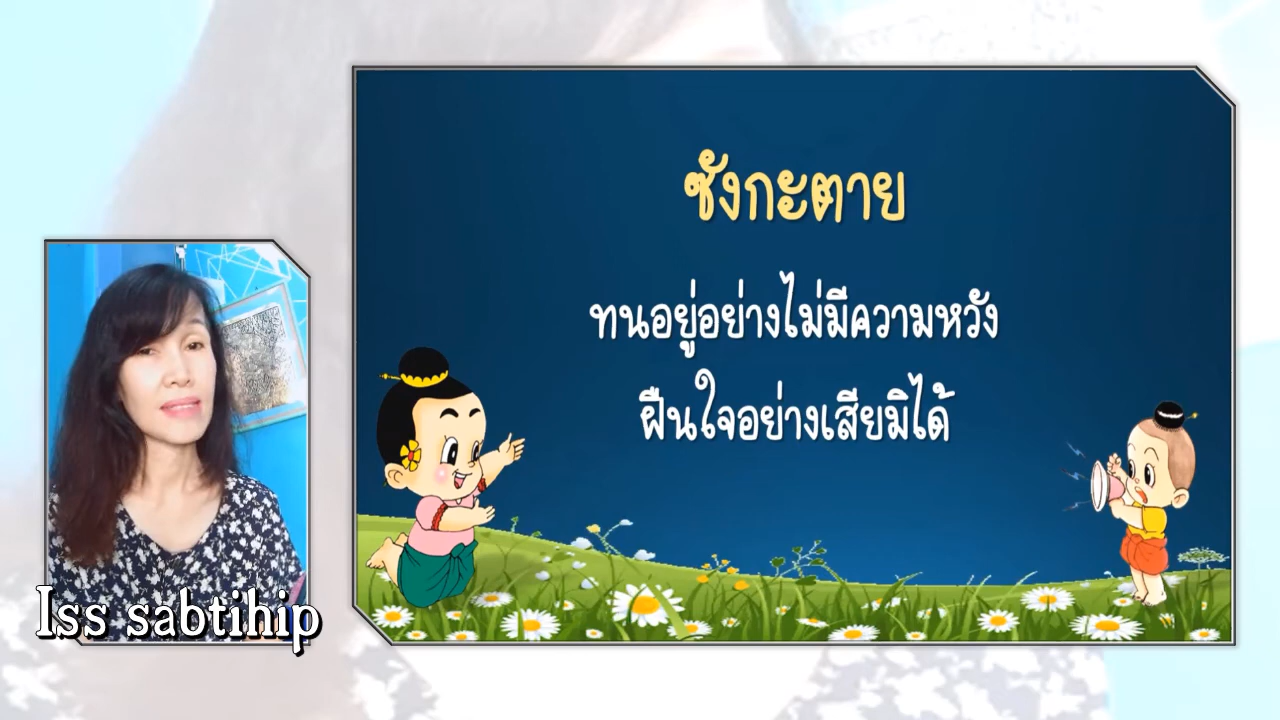 ซังกะตาย
ทนอยู่อย่างไม่มีความหวัง
ฝืนใจอย่างเสียมิได้
Iss sabtihip